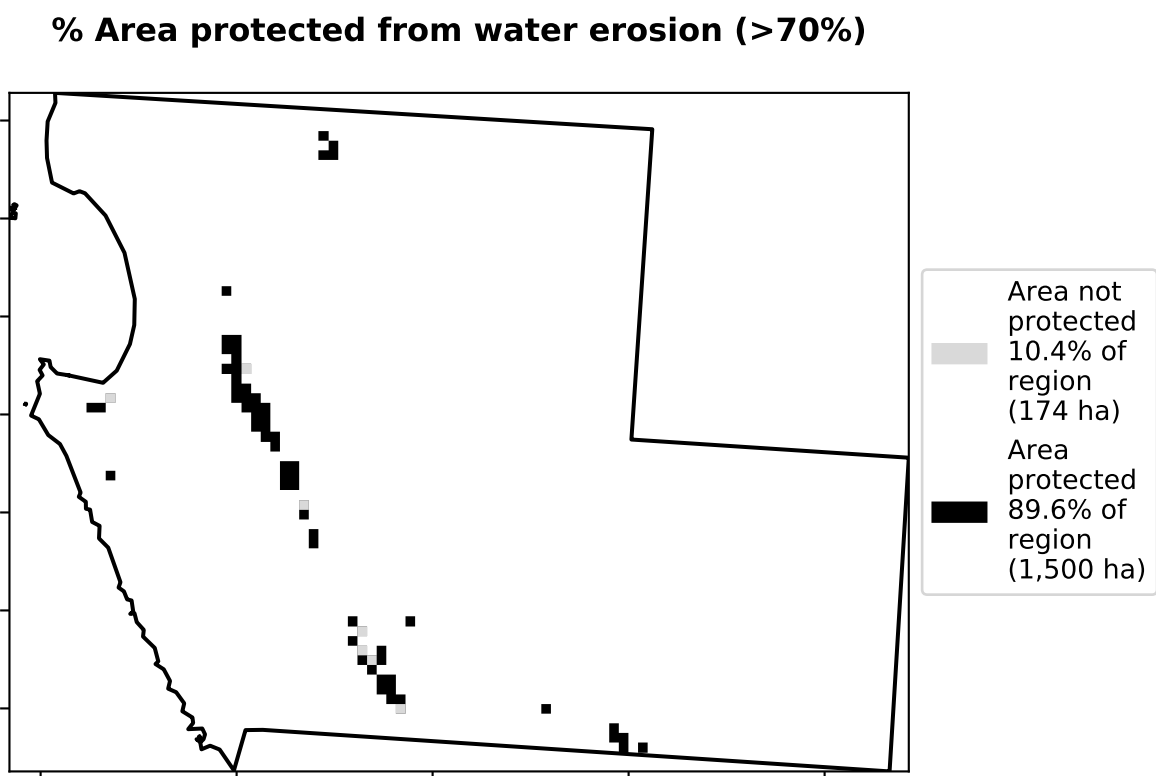 % Area protected from water erosion (>70%)
Area not
protected
10.4% of
region
(174 ha)
Area
protected
89.6% of
region
(1,500 ha)